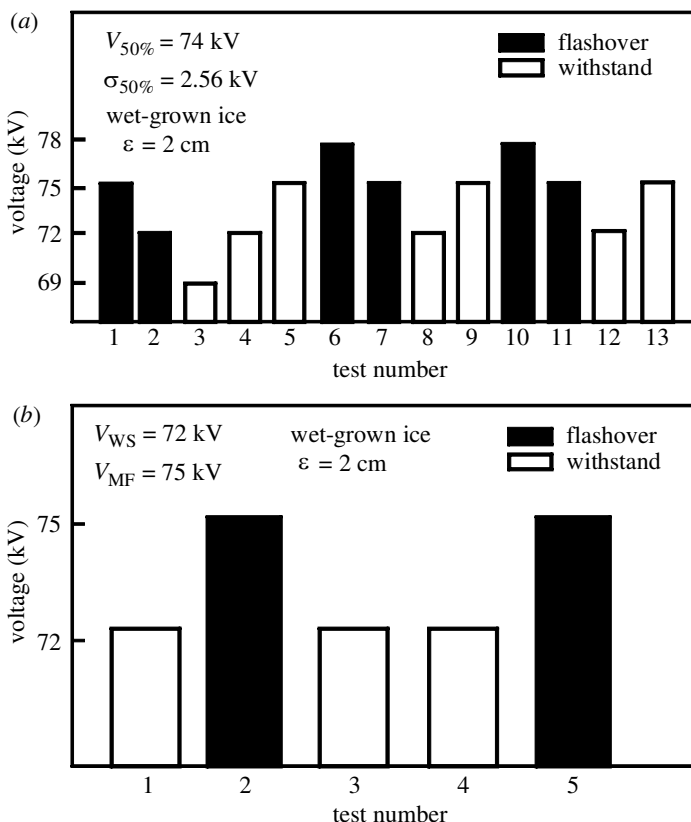 (a)
V50% = 74 kV
σ50% = 2.56 kV
wet-grown ice
ε = 2 cm
flashover
withstand
voltage (kV)
78
75
72
69
1 2 3 4 5 6 7 8 9 10 11 12 13
test number
(b)
VWS = 72 kV
VMF = 75 kV
wet-grown ice
ε = 2 cm
flashover
withstand
voltage (kV)
75
72
1 2 3 4 5
test number